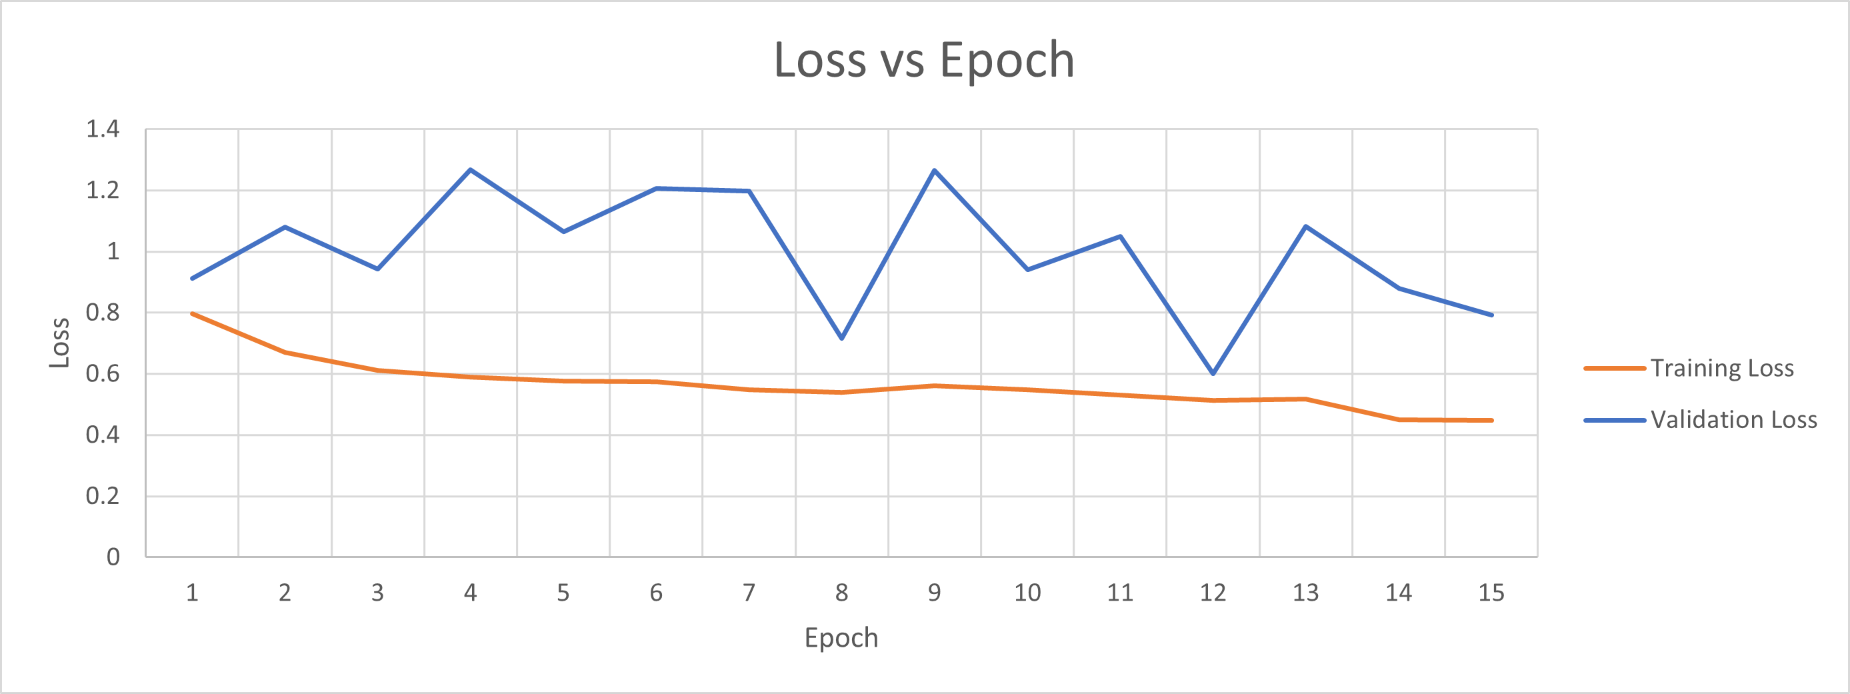 Loss vs Epoch
1.4
1.2
1
0.8
0.6
0.4
0.2
0
Loss
1 2 3 4 5 6 7 8 9 10 11 12 13 14 15
Epoch
Training Loss
Validation Loss